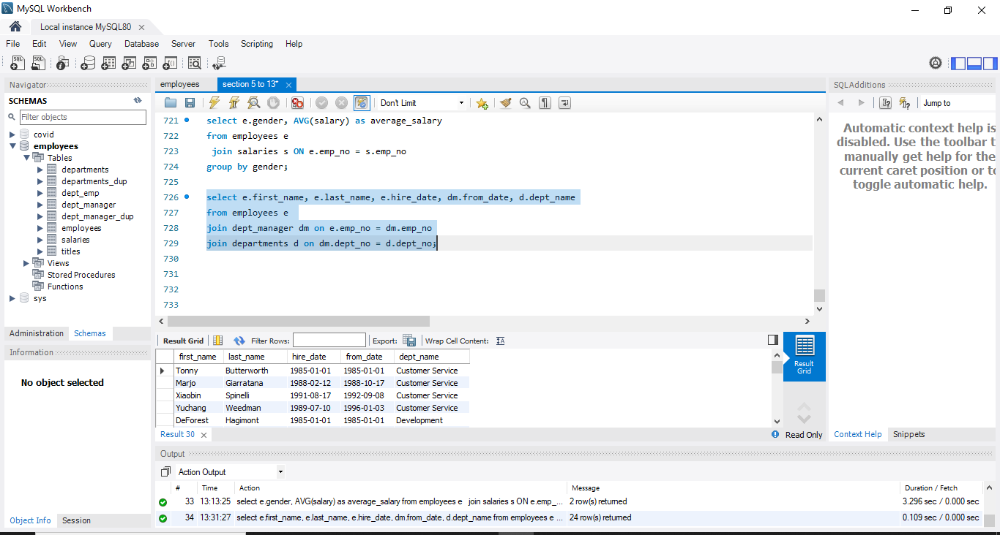 MySQL Workbench
Local instance MySQL80
File Edit View Query Database Server Tools Scripting Help
Navigator
SCHEMAS
Filter objects
covid
employees
Tables
departments
departments_dup
dept_emp
dept_manager
dept_manager_dup
employees
salaries
titles
Views
Stored Procedures
Functions
sys
Administration Schemas
Information
No object selected
Object Info Session
employees section 5 to 13*
Don't Limit
721 select e.gender, AVG(salary) as average_salary
722 from employees e
723 join salaries s ON e.emp_no = s.emp_no
724 group by gender;
725
726 select e.first_name, e.last_name, e.hire_date, dm.from_date, d.dept_name
727 from employees e
728 join dept_manager dm on e.emp_no = dm.emp_no
729 join departments d on dm.dept_no = d.dept_no;
730
731
732
733
Result Grid Filter Rows: Export: Wrap Cell Content:
first_name last_name hire_date from_date dept_name
Tonny Butterworth 1985-01-01 1985-01-01 Customer Service
Marjo Giarratana 1988-02-12 1988-10-17 Customer Service
Xiaobin Spinelli 1991-08-17 1992-09-08 Customer Service
Yuchang Weedman 1989-07-10 1996-01-03 Customer Service
DeForest Hagimont 1985-01-01 1985-01-01 Development
Result
Grid
Result 30 Read Only
SQLAdditions
Jump to
Automatic context help is
disabled. Use the toolbar t
manually get help for the
current caret position or to
toggle automatic help.
Context Help Snippets
Output
Action Output
# Time Action Message Duration / Fetch
33 13:13:25 select e.gender, AVG(salary) as average_salary from employees e join salaries s ON e.emp_... 2 row(s) returned 3.296 sec / 0.000 sec
34 13:31:27 select e.first_name, e.last_name, e.hire_date, dm.from_date, d.dept_name from employees e ... 24 row(s) returned 0.109 sec / 0.000 sec